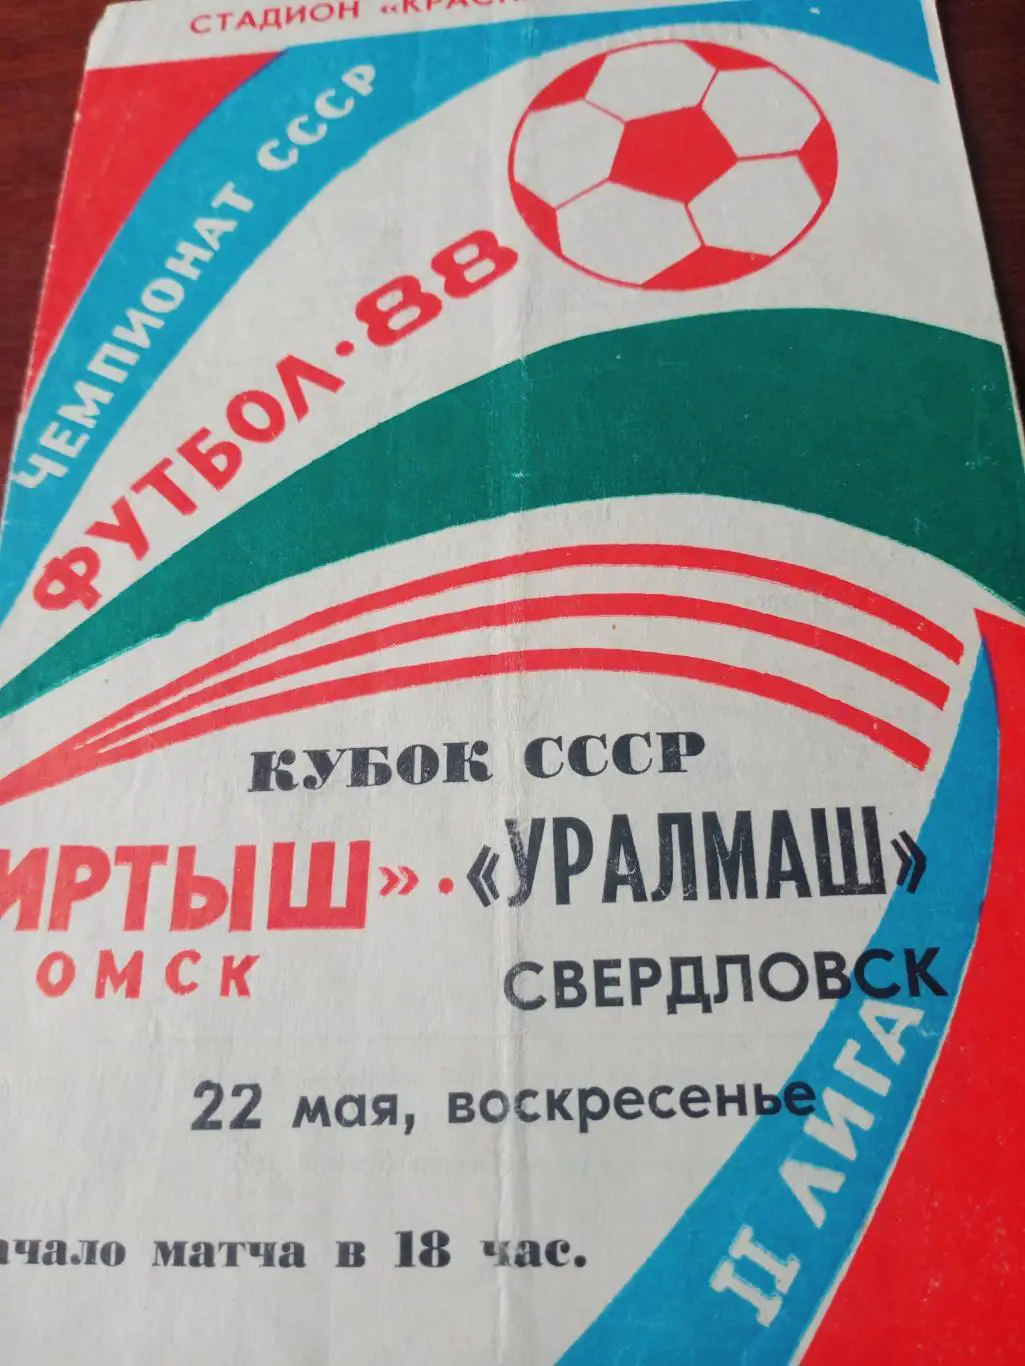 СТАДИОН
ЧЕМПИОНАТ СССР
ФУТБОЛ·88
КУБОК СССР
ИРТЫШ»·«УРАЛМАШ»
ОМСК СВЕРДЛОВСК
22 мая, воскресенье
II ЛИГА
ачало матча в 18 час.